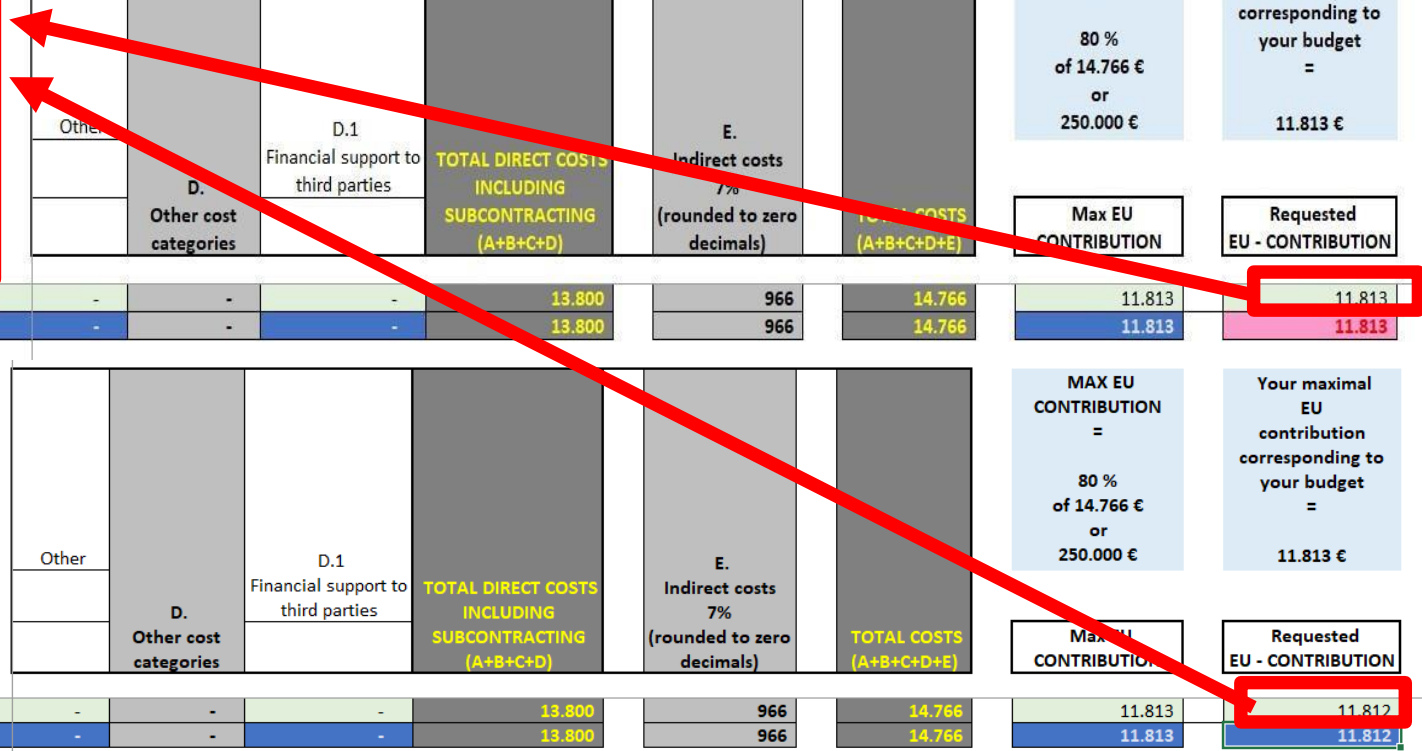 corresponding to
your budget
=
11.813 €
80 %
of 14.766 €
or
250.000 €
Other
D.
Other cost
categories
D.1
Financial support to
third parties
TOTAL DIRECT COSTS
INCLUDING
SUBCONTRACTING
(A+B+C+D)
E.
Indirect costs
7%
(rounded to zero
decimals)
TOTAL COSTS
(A+B+C+D+E)
Max EU
CONTRIBUTION
Requested
EU - CONTRIBUTION
- - - 13.800 966 14.766 11.813 11.813
- - - 13.800 966 14.766 11.813 11.813
MAX EU
CONTRIBUTION
=
80 %
of 14.766 €
or
250.000 €
Your maximal
EU
contribution
corresponding to
your budget
=
11.813 €
Other
D.
Other cost
categories
D.1
Financial support to
third parties
TOTAL DIRECT COSTS
INCLUDING
SUBCONTRACTING
(A+B+C+D)
E.
Indirect costs
7%
(rounded to zero
decimals)
TOTAL COSTS
(A+B+C+D+E)
Max EU
CONTRIBUTION
Requested
EU - CONTRIBUTION
- - - 13.800 966 14.766 11.813 11.812
- - - 13.800 966 14.766 11.813 11.812